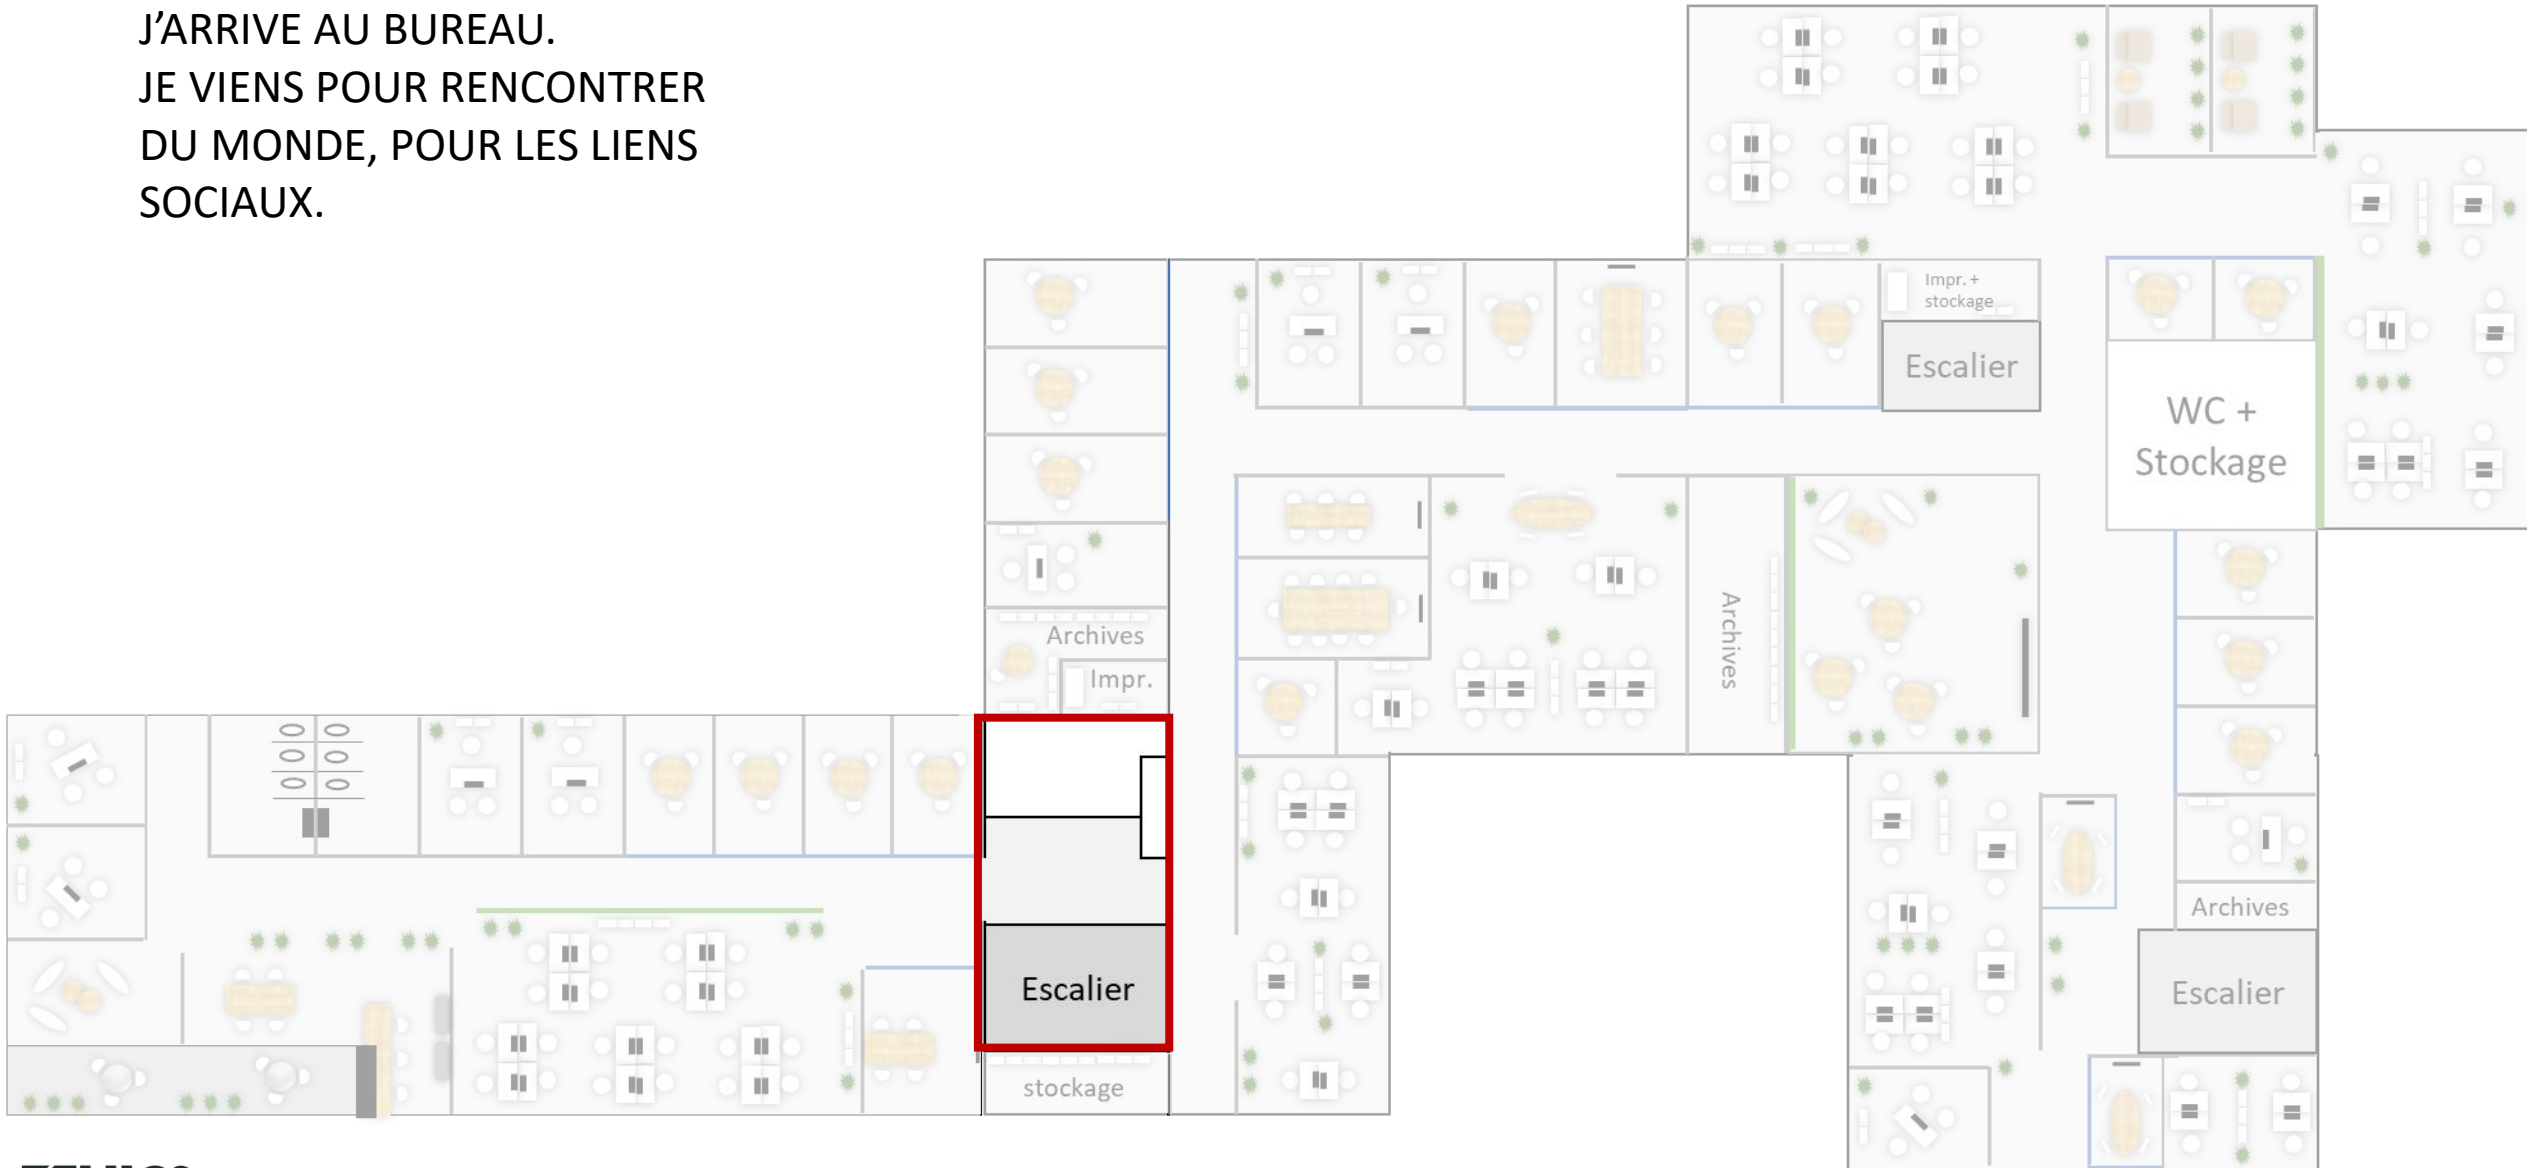 J’ARRIVE AU BUREAU.
JE VIENS POUR RENCONTRER
DU MONDE, POUR LES LIENS
SOCIAUX.
Impr. +
stockage
Escalier
WC +
Stockage
Archives
Impr.
Archives
Archives
Escalier
Escalier
stockage